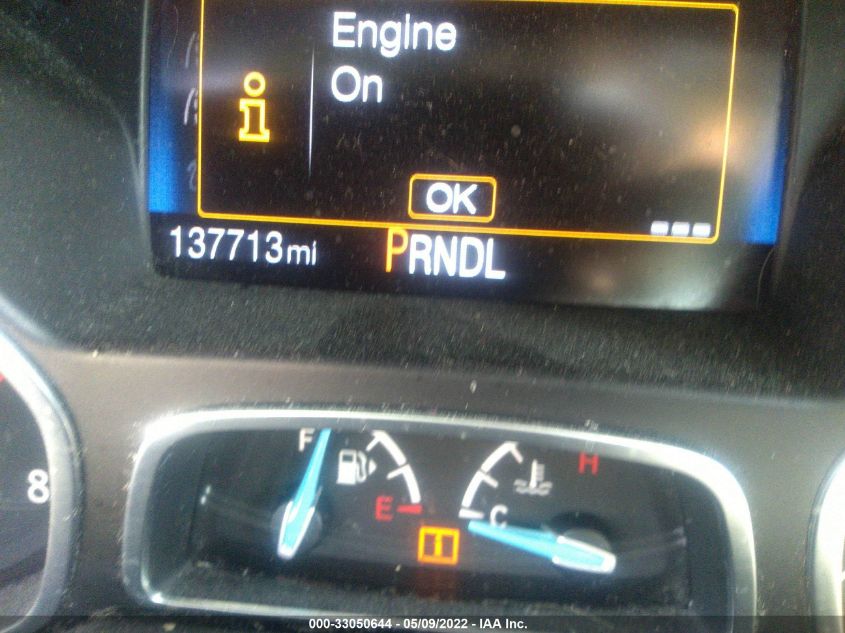 Engine
On
OK
137713mi PRNDL
F
H
8
E
C
000-33050644 - 05/09/2022 - IAA Inc.